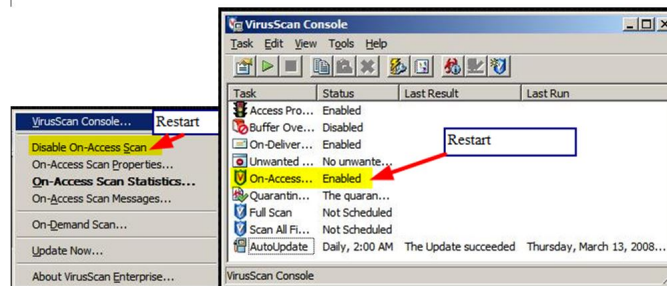 VirusScan Console...
Restart
Disable On-Access Scan
On-Access Scan Properties...
On-Access Scan Statistics...
On-Access Scan Messages...
On-Demand Scan...
Update Now...
About VirusScan Enterprise...
VirusScan Console
Task Edit View Tools Help
Task Status Last Result Last Run
Access Pro... Enabled
Buffer Ove... Disabled
On-Deliver... Enabled
Restart
Unwanted ... No unwante...
On-Access... Enabled
Quarantin... The quaran...
Full Scan Not Scheduled
Scan All Fi... Not Scheduled
AutoUpdate Daily, 2:00 AM The Update succeeded Thursday, March 13, 2008...
VirusScan Console